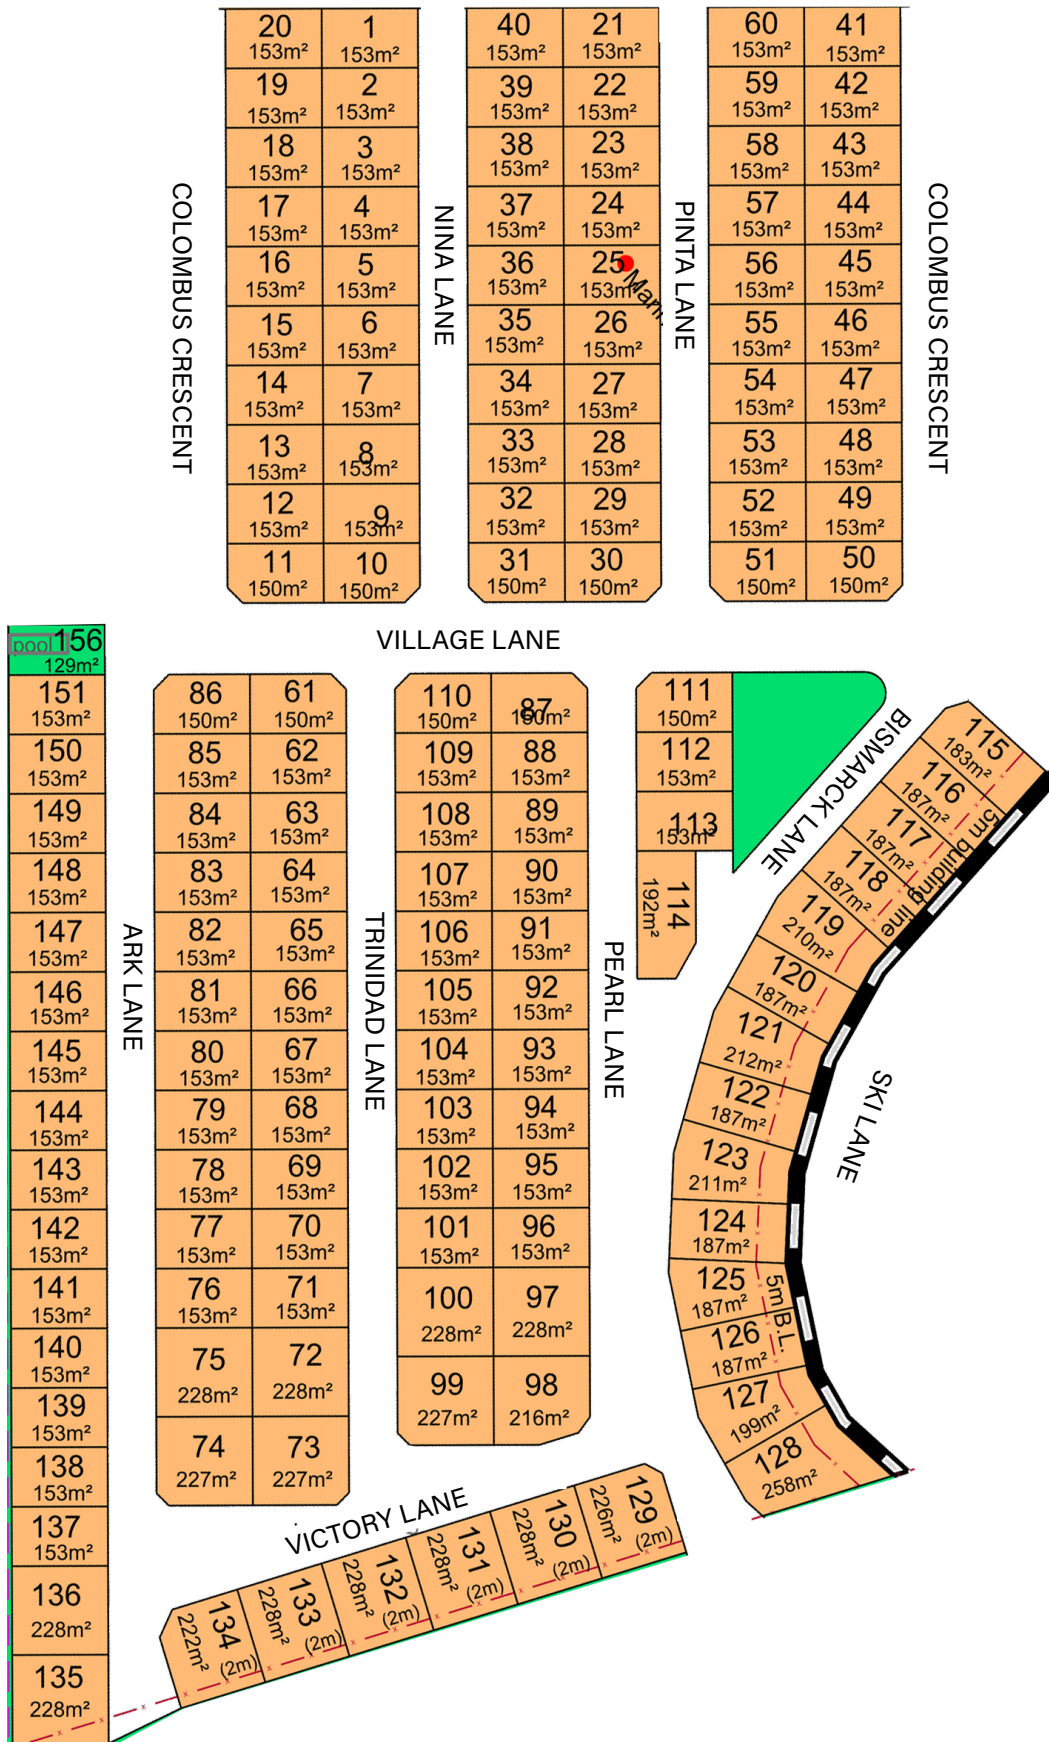 20 1 40 21 60 41
153m² 153m² 153m² 153m² 153m² 153m²
19 2 39 22 59 42
153m² 153m² 153m² 153m² 153m² 153m²
18 3 38 23 58 43
153m² 153m² 153m² 153m² 153m² 153m²
17 4 37 24 57 44
153m² 153m² 153m² 153m² 153m² 153m²
16 5 36 25 56 45
153m² 153m² 153m² 153m² 153m² 153m²
15 6 35 26 55 46
153m² 153m² 153m² 153m² 153m² 153m²
14 7 34 27 54 47
153m² 153m² 153m² 153m² 153m² 153m²
13 8 33 28 53 48
153m² 153m² 153m² 153m² 153m² 153m²
12 9 32 29 52 49
153m² 153m² 153m² 153m² 153m² 153m²
11 10 31 30 51 50
150m² 150m² 150m² 150m² 150m² 150m²
COLOMBUS CRESCENT
NINA LANE
PINTA LANE
COLOMBUS CRESCENT
VILLAGE LANE
pool 156
129m²
151
153m²
150
153m²
149
153m²
148
153m²
147
153m²
146
153m²
145
153m²
144
153m²
143
153m²
142
153m²
141
153m²
140
153m²
139
153m²
138
153m²
137
153m²
136
228m²
135
228m²
ARK LANE
86 61
150m² 150m²
85 62
153m² 153m²
84 63
153m² 153m²
83 64
153m² 153m²
82 65
153m² 153m²
81 66
153m² 153m²
80 67
153m² 153m²
79 68
153m² 153m²
78 69
153m² 153m²
77 70
153m² 153m²
76 71
153m² 153m²
75 72
228m² 228m²
74 73
227m² 227m²
TRINIDAD LANE
110 87
150m² 150m²
109 88
153m² 153m²
108 89
153m² 153m²
107 90
153m² 153m²
106 91
153m² 153m²
105 92
153m² 153m²
104 93
153m² 153m²
103 94
153m² 153m²
102 95
153m² 153m²
101 96
153m² 153m²
100 97
228m² 228m²
99 98
227m² 216m²
PEARL LANE
111
150m²
112
153m²
113
153m²
114
192m²
BISMARCK LANE
115
183m²
116
187m²
117
187m²
118
187m²
119
210m²
120
187m²
121
212m²
122
187m²
123
211m²
124
187m²
125
187m²
126
187m²
127
199m²
128
258m²
5m building line
5m B.L.
SKI LANE
VICTORY LANE
129
226m²
(2m)
130
228m²
(2m)
131
228m²
(2m)
132
228m²
(2m)
133
228m²
(2m)
134
222m²
(2m)